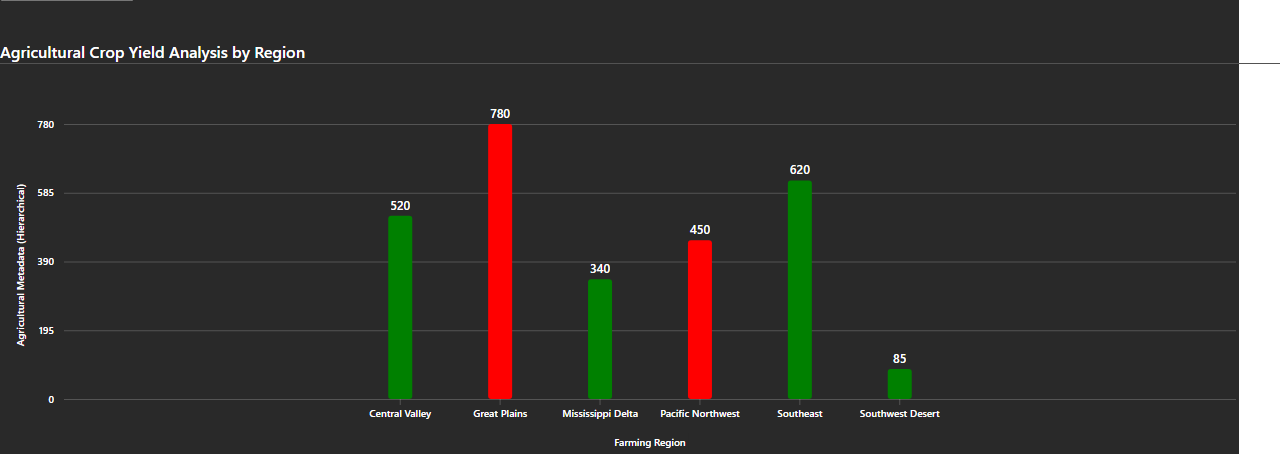 Agricultural Crop Yield Analysis by Region
780
780
620
585
520
450
390
340
195
85
0
Agricultural Metadata (Hierarchical)
Central Valley
Great Plains
Mississippi Delta
Pacific Northwest
Southeast
Southwest Desert
Farming Region